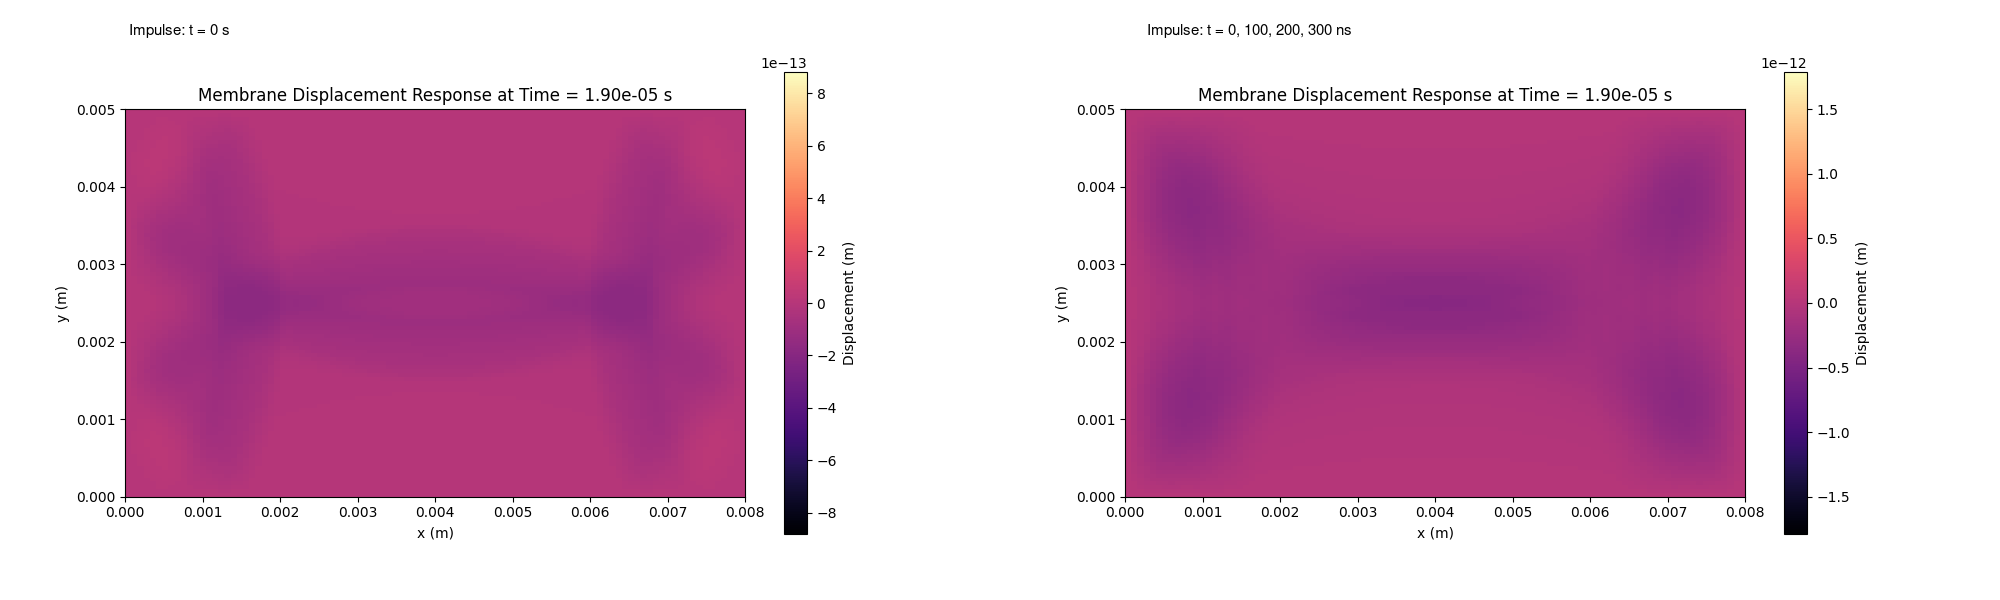 Impulse: t = 0 s
1e−13
Membrane Displacement Response at Time = 1.90e-05 s
0.005
0.004
0.003
0.002
0.001
0.000
y (m)
0.000 0.001 0.002 0.003 0.004 0.005 0.006 0.007 0.008
x (m)
8
6
4
2
0
−2
−4
−6
−8
Displacement (m)
Impulse: t = 0, 100, 200, 300 ns
1e−12
Membrane Displacement Response at Time = 1.90e-05 s
0.005
0.004
0.003
0.002
0.001
0.000
y (m)
0.000 0.001 0.002 0.003 0.004 0.005 0.006 0.007 0.008
x (m)
1.5
1.0
0.5
0.0
−0.5
−1.0
−1.5
Displacement (m)